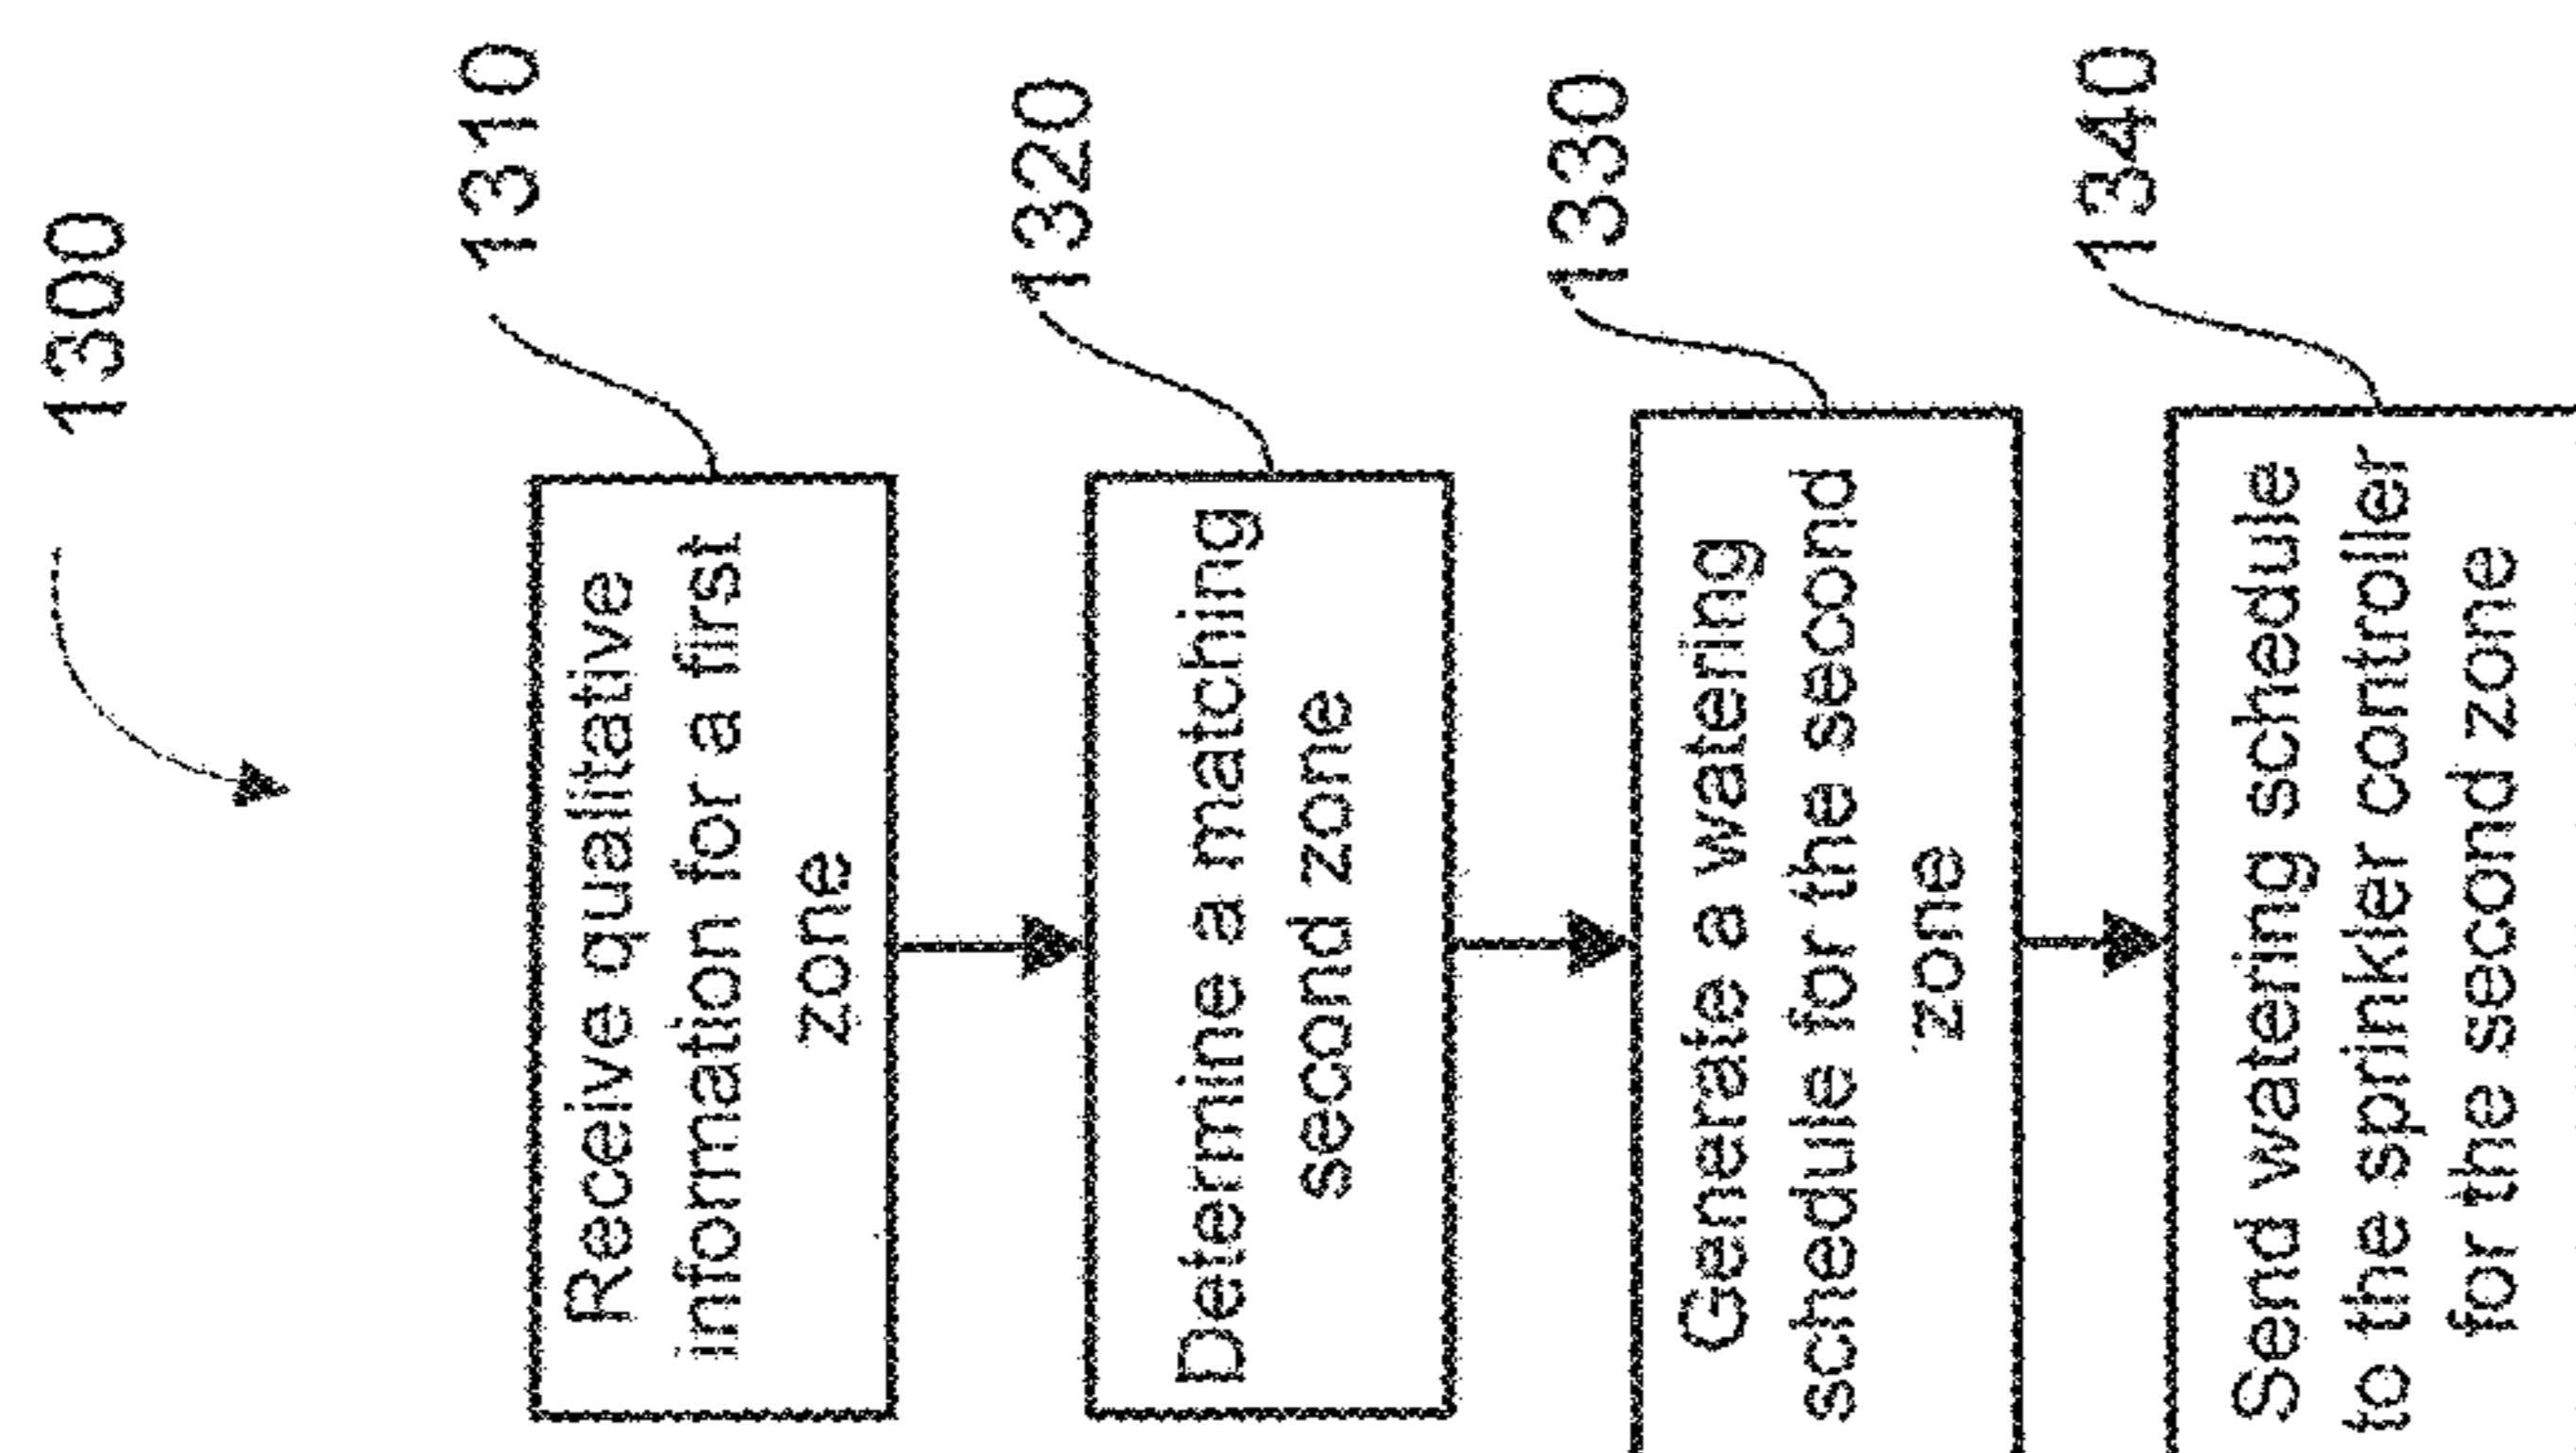 1300
1310
Receive qualitative
information for a first
zone
1320
Determine a matching
second zone
1330
Generate a watering
schedule for the second
zone
1340
Send watering schedule
to the sprinkler controller
for the second zone